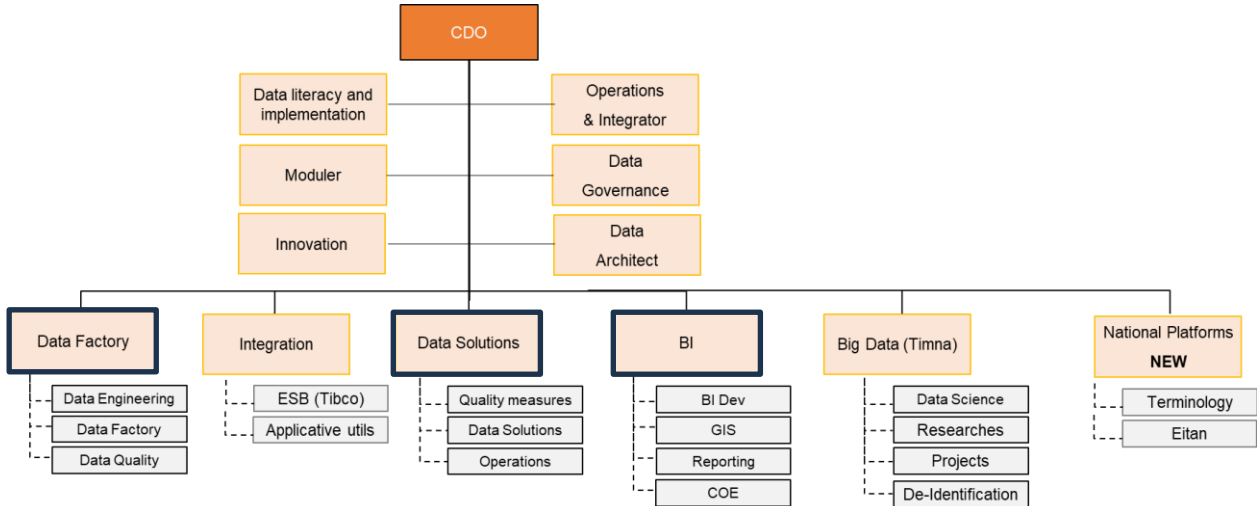 CDO
Data literacy and
implementation
Operations
& Integrator
Moduler
Data
Governance
Innovation
Data
Architect
Data Factory
Integration
Data Solutions
BI
Big Data (Timna)
National Platforms
NEW
Data Engineering
Data Factory
Data Quality
ESB (Tibco)
Applicative utils
Quality measures
Data Solutions
Operations
BI Dev
GIS
Reporting
COE
Data Science
Researches
Projects
De-Identification
Terminology
Eitan